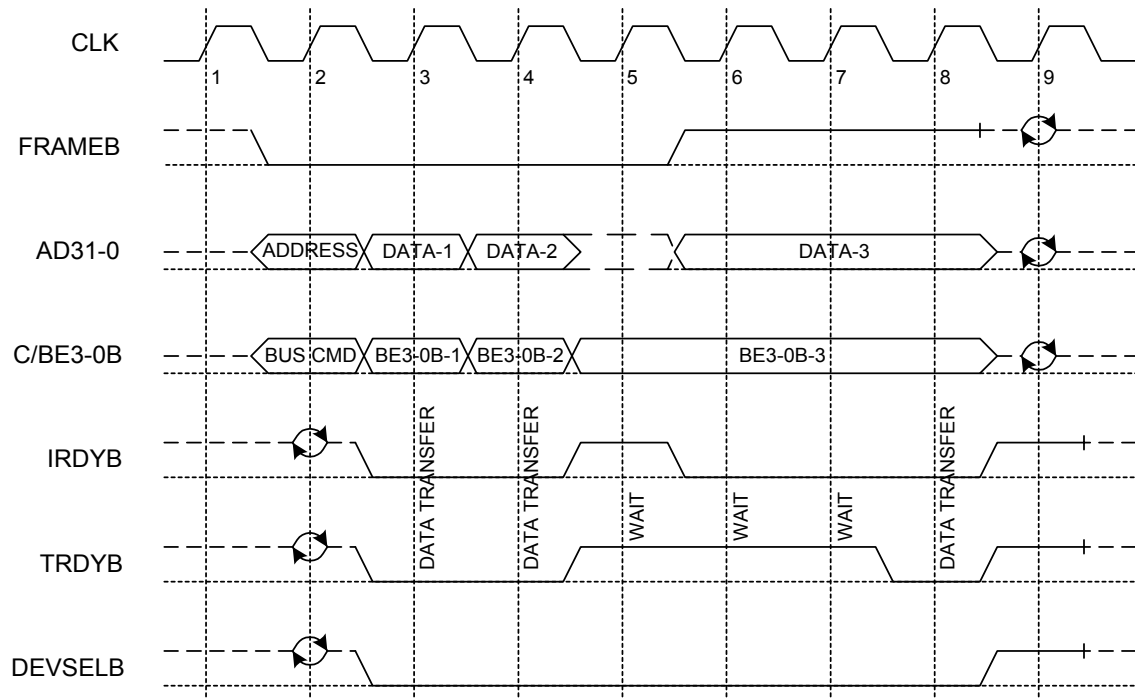 CLK
1 2 3 4 5 6 7 8 9
FRAMEB
AD31-0
ADDRESS DATA-1 DATA-2 DATA-3
C/BE3-0B
BUS CMD BE3-0B-1 BE3-0B-2 BE3-0B-3
IRDYB
DATA TRANSFER
DATA TRANSFER
WAIT
WAIT
WAIT
DATA TRANSFER
TRDYB
DEVSELB